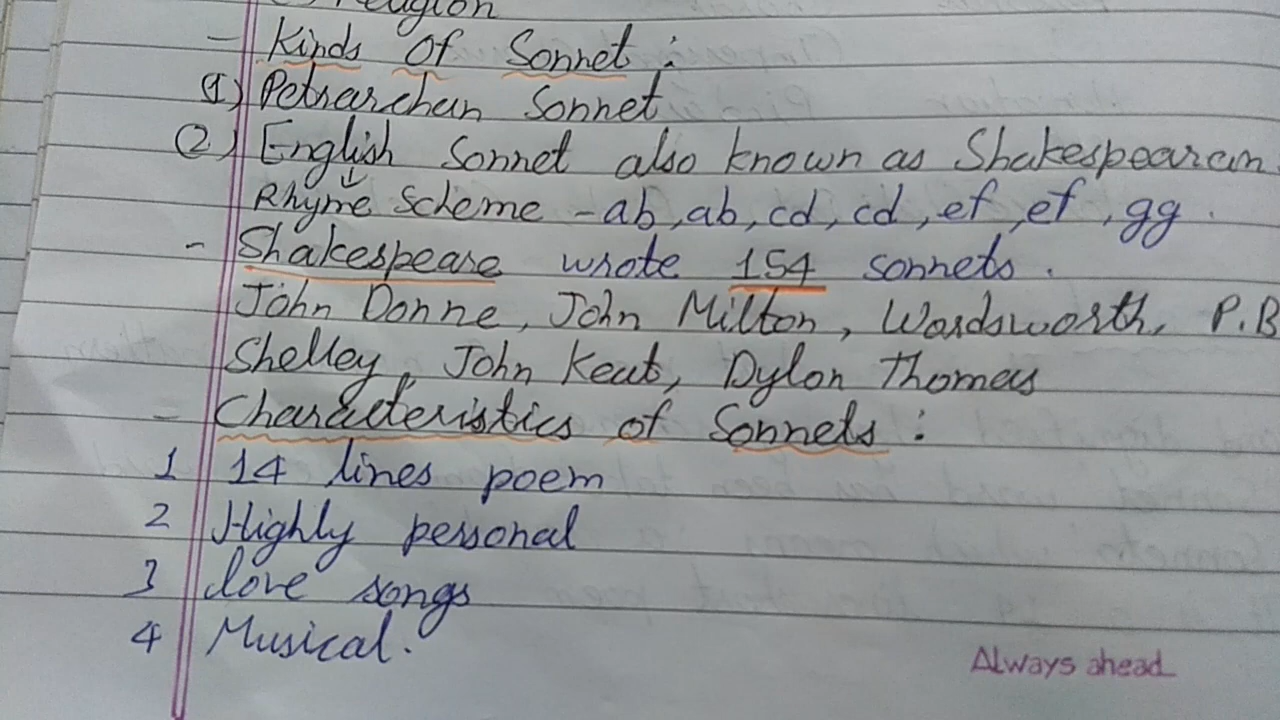 religion
- Kinds Of Sonnet :
1) Petrarchan Sonnet
2) English Sonnet also known as Shakespearean
Rhyme Scheme - ab, ab, cd, cd, ef, ef, gg.
- Shakespeare wrote 154 sonnets.
John Donne, John Milton, Wordsworth, P.B
Shelley, John Keat, Dylon Thomas
- Characteristics of Sonnets :
1 14 lines poem
2 Highly personal
3 love songs
4 Musical.
Always ahead